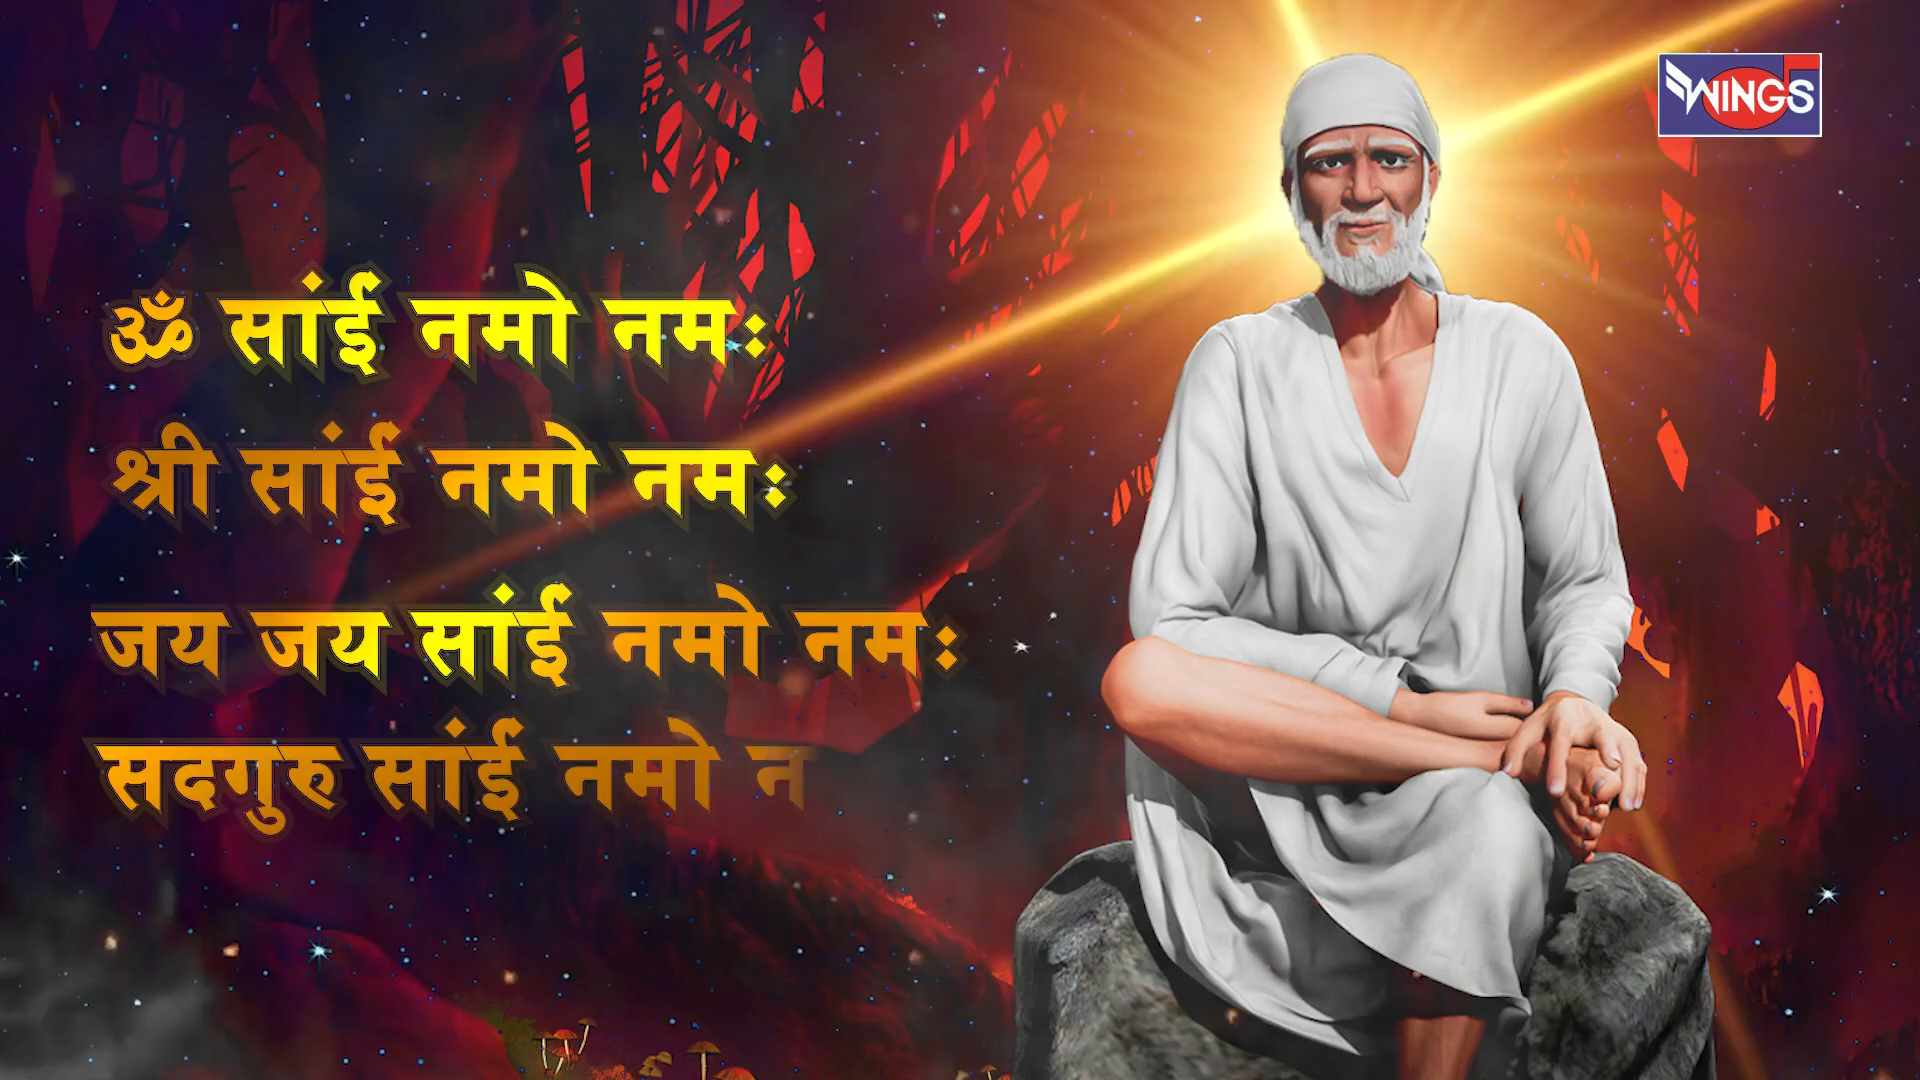 ॐ सांई नमो नमः
श्री सांई नमो नमः
जय जय सांई नमो नमः
सदगुरु सांई नमो न
WINGS